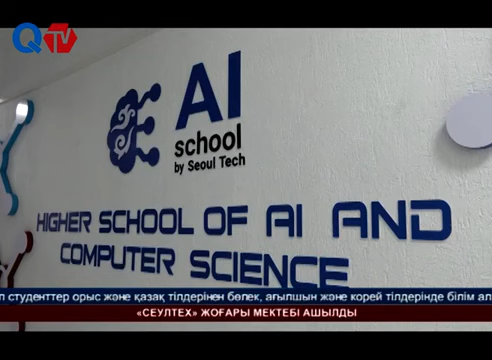 QTV
AI
school
by Seoul Tech
HIGHER SCHOOL OF AI AND
COMPUTER SCIENCE
студенттер орыс және қазақ тілдерінен бөлек, ағылшын және корей тілдерінде білім
«СЕУЛТЕХ» ЖОҒАРЫ МЕКТЕБІ АШЫЛДЫ